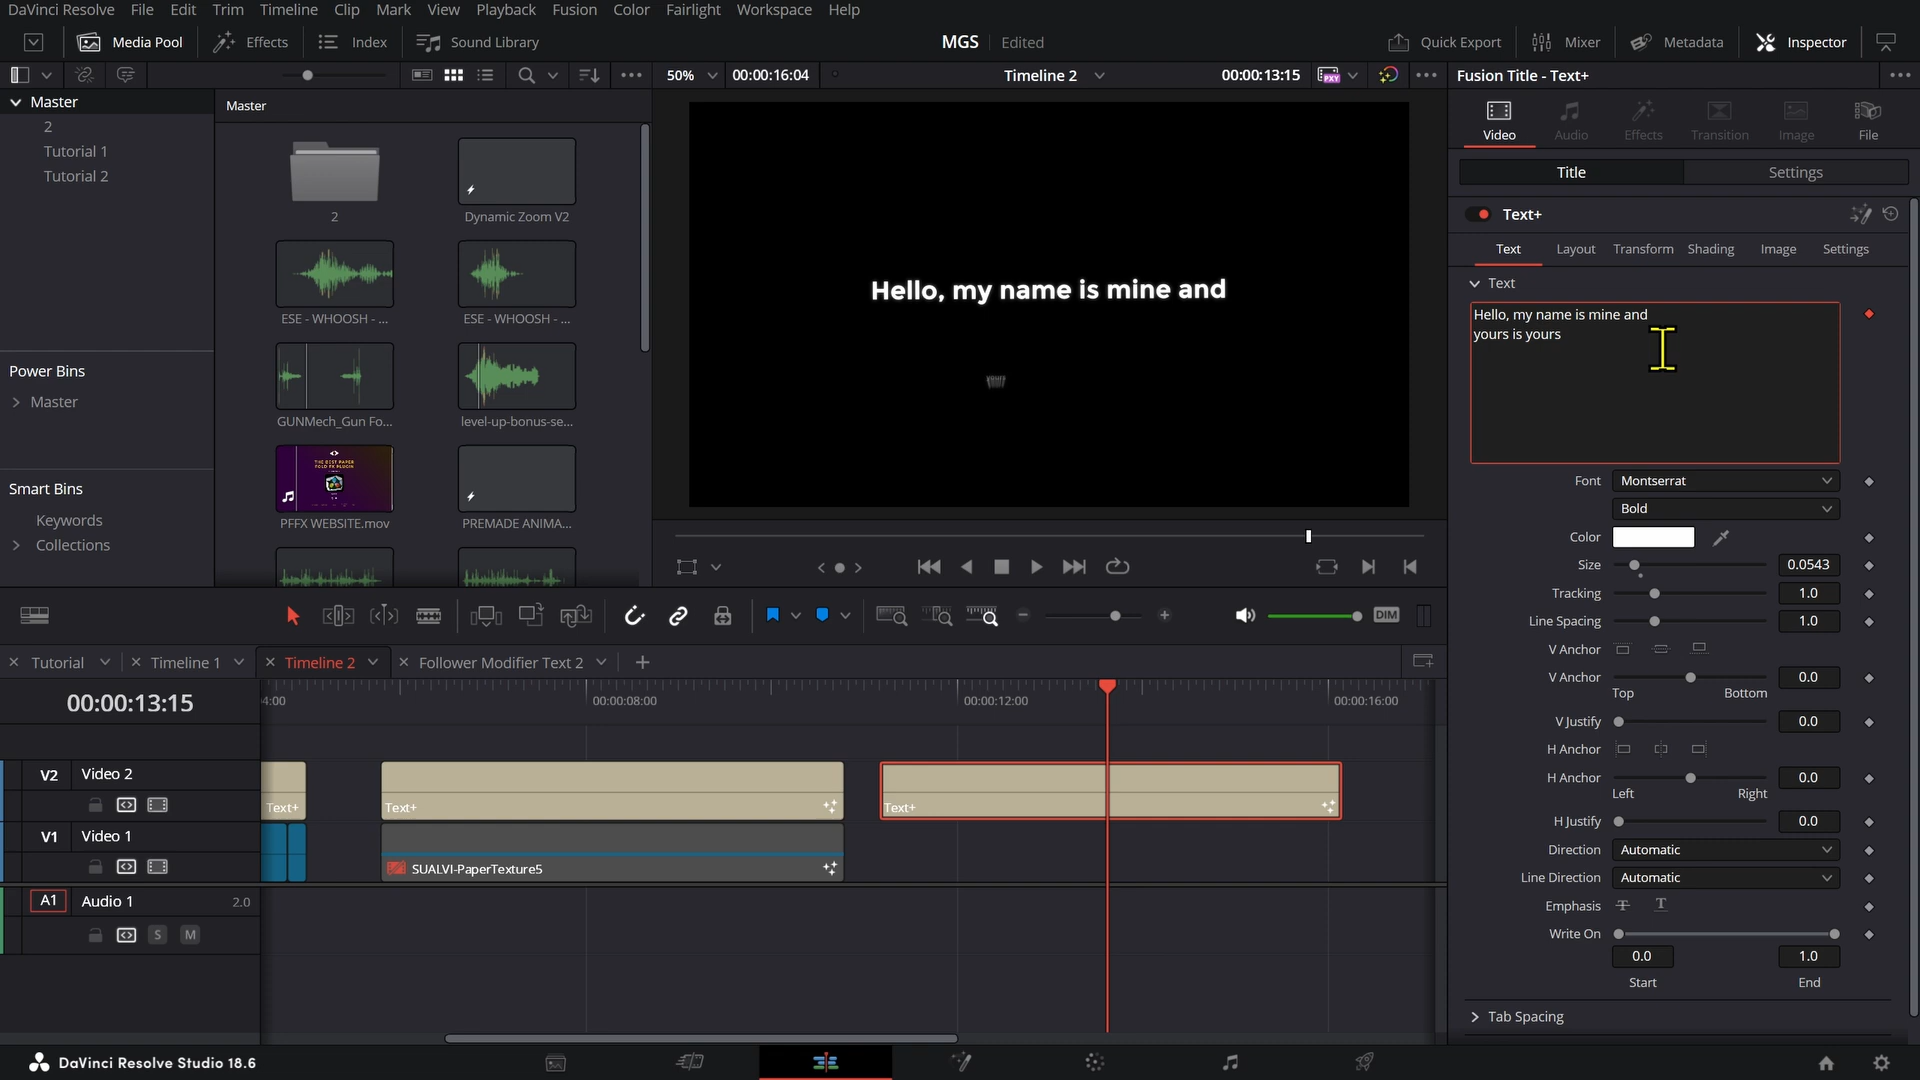 DaVinci Resolve File Edit Trim Timeline Clip Mark View Playback Fusion Color Fairlight Workspace Help
Media Pool Effects Index Sound Library MGS Edited Quick Export Mixer Metadata Inspector
50% 00:00:16:04 Timeline 2 00:00:13:15 PXY Fusion Title - Text+
Master
2
Tutorial 1
Tutorial 2
Power Bins
Master
Smart Bins
Keywords
Collections
Master
2 Dynamic Zoom V2
ESE - WHOOSH - ... ESE - WHOOSH - ...
GUNMech_Gun Fo... level-up-bonus-se...
THE BEST PAPER
FOLD FX PLUGIN
PFFX WEBSITE.mov PREMADE ANIMA...
Hello, my name is mine and
Video Audio Effects Transition Image File
Title Settings
Text+
Text Layout Transform Shading Image Settings
Text
Hello, my name is mine and
yours is yours
Font Montserrat
Bold
Color
Size 0.0543
Tracking 1.0
Line Spacing 1.0
V Anchor
V Anchor 0.0
Top Bottom
V Justify 0.0
H Anchor
H Anchor 0.0
Left Right
H Justify 0.0
Direction Automatic
Line Direction Automatic
Emphasis T T
Write On
0.0 1.0
Start End
Tab Spacing
DIM
Tutorial Timeline 1 Timeline 2 Follower Modifier Text 2
00:00:13:15 4:00 00:00:08:00 00:00:12:00 00:00:16:00
V2 Video 2
Text+ Text+ Text+
V1 Video 1
SUALVI-PaperTexture5
A1 Audio 1 2.0
S M
DaVinci Resolve Studio 18.6